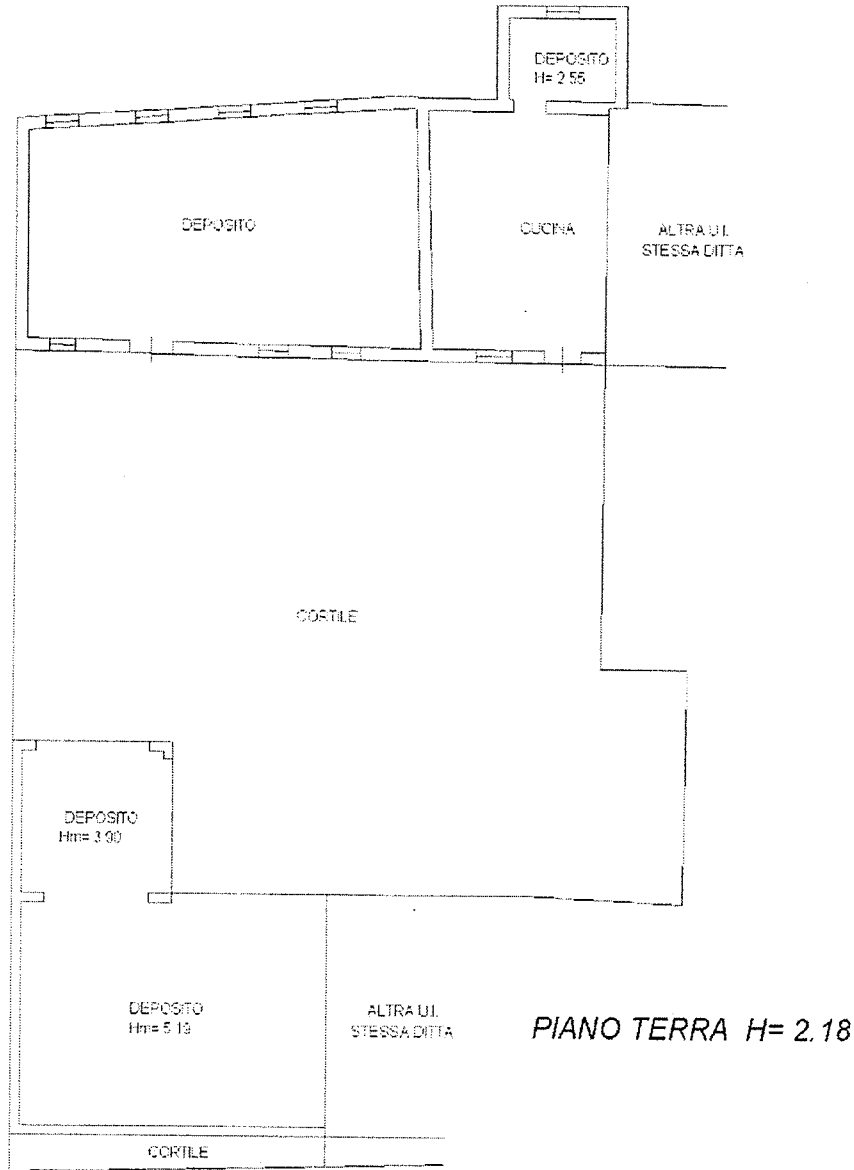 DEPOSITO
H= 2.55
DEPOSITO
CUCINA
ALTRA U.I.
STESSA DITTA
CORTILE
DEPOSITO
Hm= 3.90
DEPOSITO
Hm= 5.19
ALTRA U.I.
STESSA DITTA
PIANO TERRA H= 2.18
CORTILE